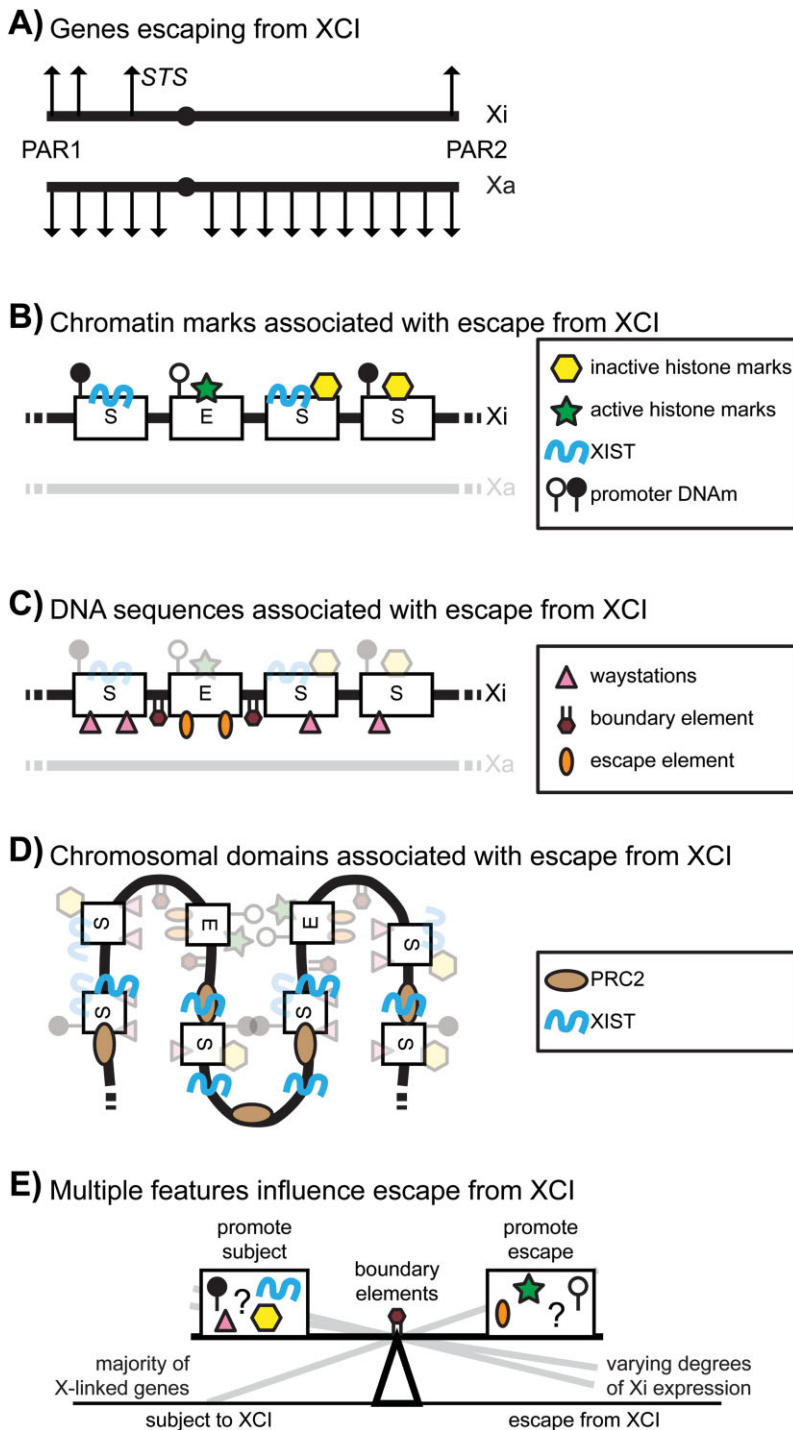 A) Genes escaping from XCI
STS
Xi
PAR1
PAR2
Xa
B) Chromatin marks associated with escape from XCI
S
E
S
S
Xi
Xa
inactive histone marks
active histone marks
XIST
promoter DNAm
C) DNA sequences associated with escape from XCI
S
E
S
S
Xi
Xa
waystations
boundary element
escape element
D) Chromosomal domains associated with escape from XCI
S
E
E
S
S
S
S
S
PRC2
XIST
E) Multiple features influence escape from XCI
promote
subject
boundary
elements
promote
escape
?
?
majority of
X-linked genes
varying degrees
of Xi expression
subject to XCI
escape from XCI